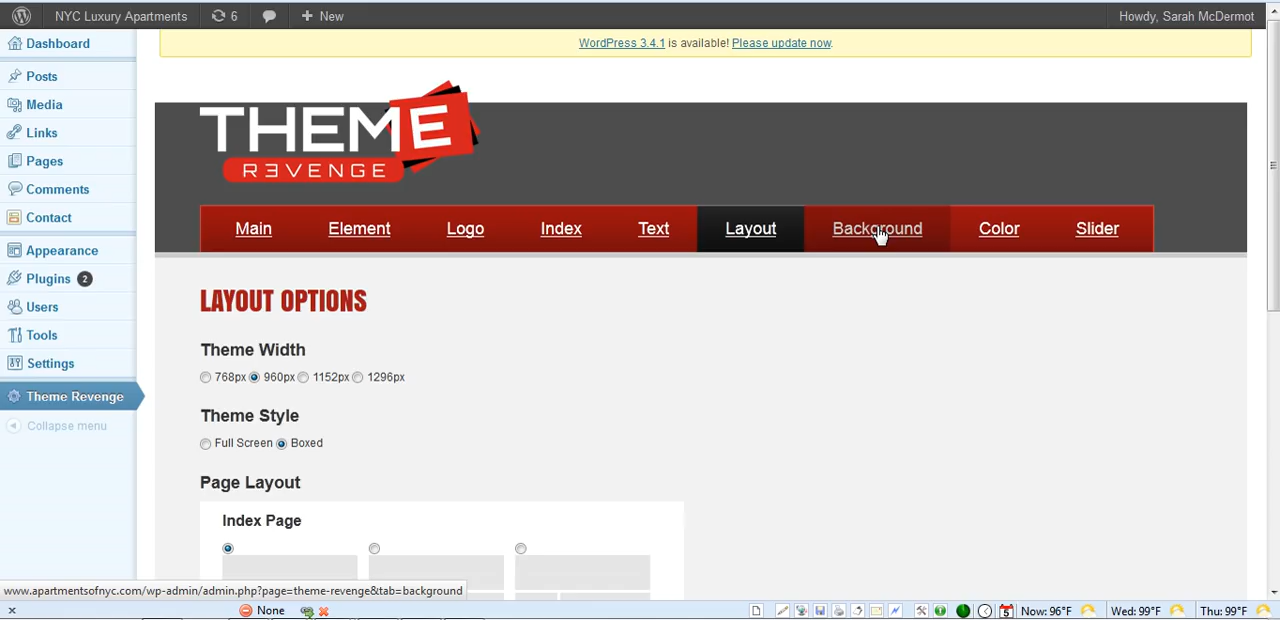 NYC Luxury Apartments 6 New Howdy, Sarah McDermot
WordPress 3.4.1 is available! Please update now.
Dashboard
Posts
Media
Links
Pages
Comments
Contact
Appearance
Plugins 2
Users
Tools
Settings
Theme Revenge
Collapse menu
THEME
REVENGE
Main Element Logo Index Text Layout Background Color Slider
LAYOUT OPTIONS
Theme Width
768px 960px 1152px 1296px
Theme Style
Full Screen Boxed
Page Layout
Index Page
www.apartmentsofnyc.com/wp-admin/admin.php?page=theme-revenge&tab=background
None 5 Now: 96°F Wed: 99°F Thu: 99°F